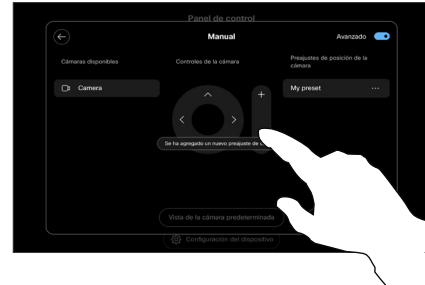 Panel de control
Manual
Avanzado
Cámaras disponibles
Controles de la cámara
Preajustes de posición de la
cámara
Camera
My preset
Se ha agregado un nuevo preajuste de
Vista de la cámara predeterminada
Configuración del dispositivo